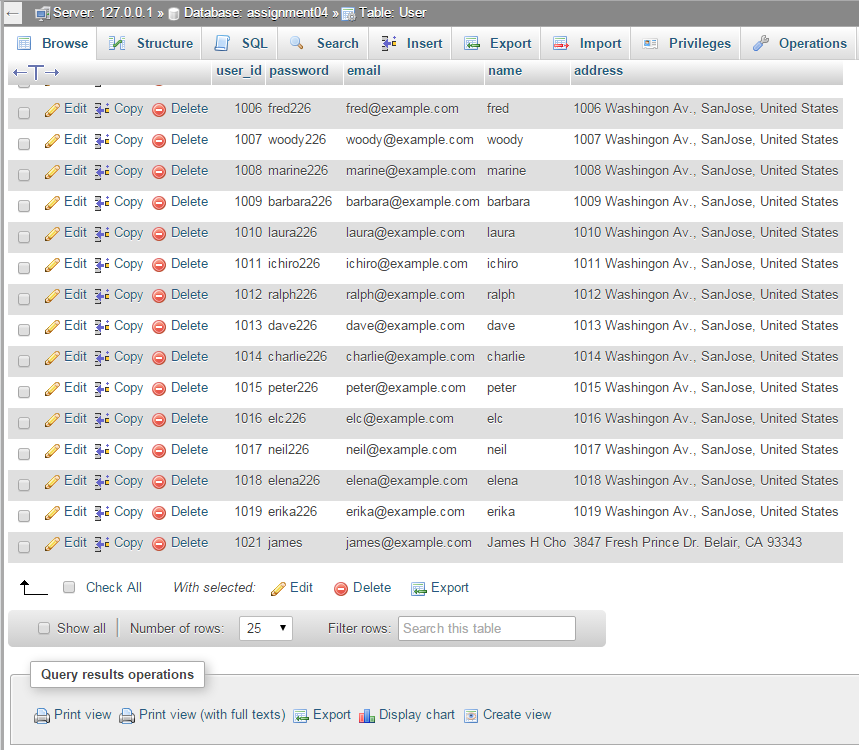 Server: 127.0.0.1 » Database: assignment04 » Table: User
Browse Structure SQL Search Insert Export Import Privileges Operations
←T→ user_id password email name address
Edit Copy Delete 1006 fred226 fred@example.com fred 1006 Washingon Av., SanJose, United States
Edit Copy Delete 1007 woody226 woody@example.com woody 1007 Washingon Av., SanJose, United States
Edit Copy Delete 1008 marine226 marine@example.com marine 1008 Washingon Av., SanJose, United States
Edit Copy Delete 1009 barbara226 barbara@example.com barbara 1009 Washingon Av., SanJose, United States
Edit Copy Delete 1010 laura226 laura@example.com laura 1010 Washingon Av., SanJose, United States
Edit Copy Delete 1011 ichiro226 ichiro@example.com ichiro 1011 Washingon Av., SanJose, United States
Edit Copy Delete 1012 ralph226 ralph@example.com ralph 1012 Washingon Av., SanJose, United States
Edit Copy Delete 1013 dave226 dave@example.com dave 1013 Washingon Av., SanJose, United States
Edit Copy Delete 1014 charlie226 charlie@example.com charlie 1014 Washingon Av., SanJose, United States
Edit Copy Delete 1015 peter226 peter@example.com peter 1015 Washingon Av., SanJose, United States
Edit Copy Delete 1016 elc226 elc@example.com elc 1016 Washingon Av., SanJose, United States
Edit Copy Delete 1017 neil226 neil@example.com neil 1017 Washingon Av., SanJose, United States
Edit Copy Delete 1018 elena226 elena@example.com elena 1018 Washingon Av., SanJose, United States
Edit Copy Delete 1019 erika226 erika@example.com erika 1019 Washingon Av., SanJose, United States
Edit Copy Delete 1021 james james@example.com James H Cho 3847 Fresh Prince Dr. Belair, CA 93343
Check All With selected: Edit Delete Export
Show all Number of rows: 25 Filter rows: Search this table
Query results operations
Print view Print view (with full texts) Export Display chart Create view